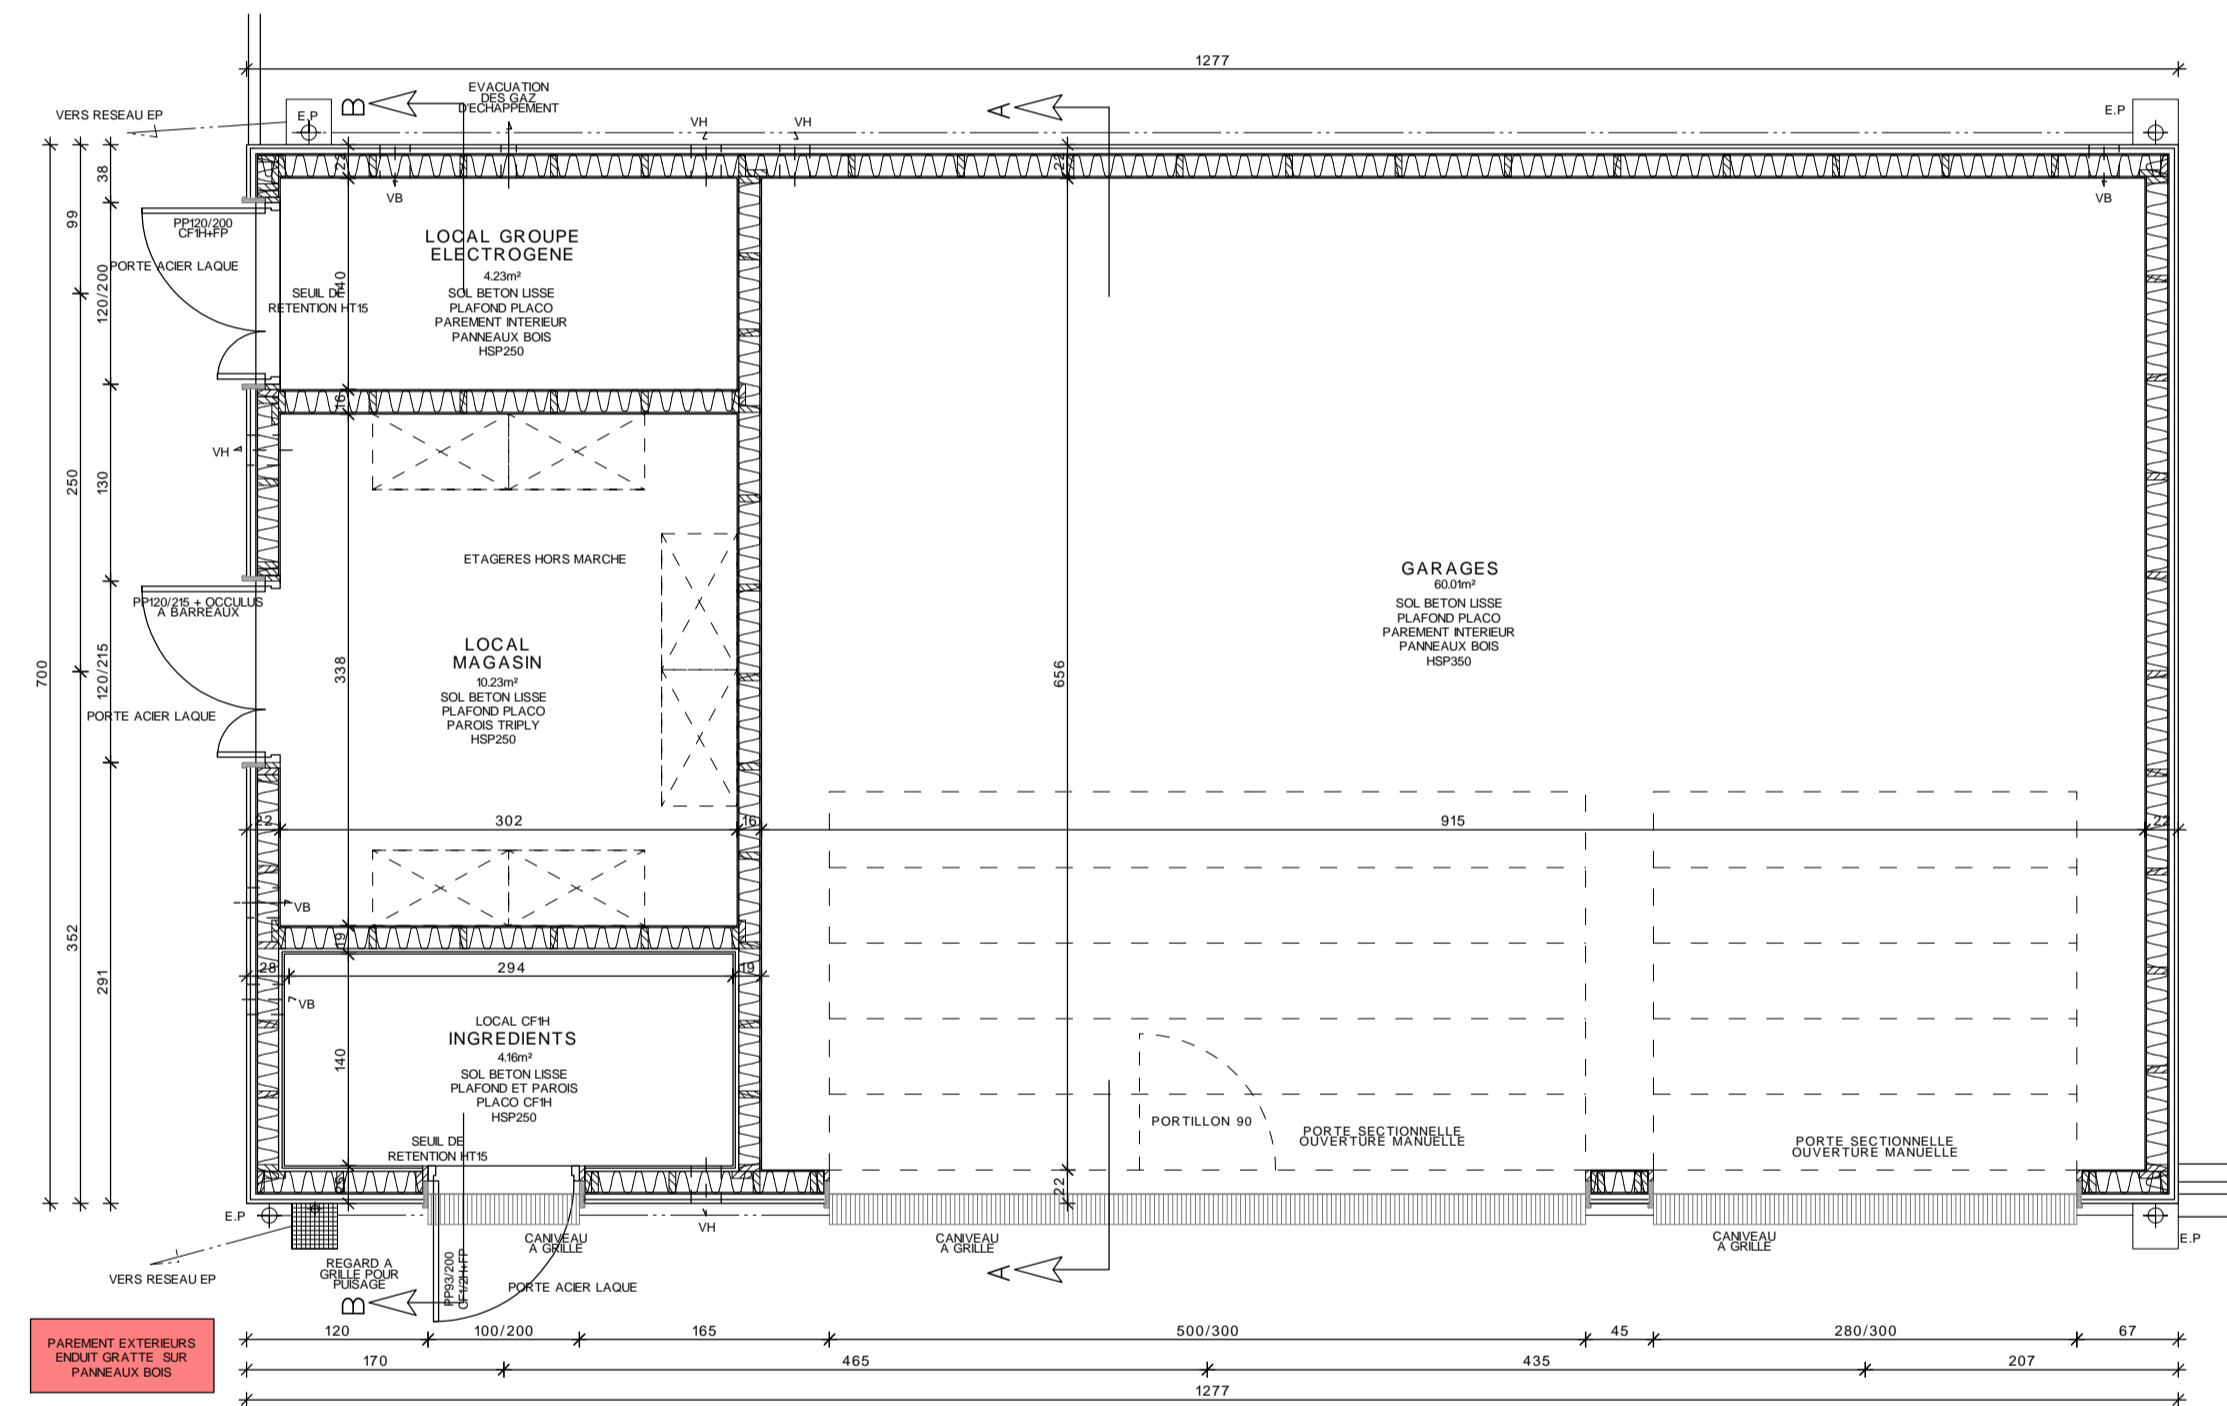 1277
EVACUATION
DES GAZ
D'ECHAPPEMENT
B
A
VERS RESEAU EP
E.P
VH
VH
E.P
38
22
22
VB
VB
99
PP120/200
CF1H+FP
PORTE ACIER LAQUE
120/200
LOCAL GROUPE
ELECTROGENE
4.23m²
SOL BETON LISSE
PLAFOND PLACO
PAREMENT INTERIEUR
PANNEAUX BOIS
HSP250
140
SEUIL DE
RETENTION HT15
16
VH
250
130
ETAGERES HORS MARCHE
GARAGES
60.01m²
SOL BETON LISSE
PLAFOND PLACO
PAREMENT INTERIEUR
PANNEAUX BOIS
HSP350
PP120/215 + OCCULUS
A BARREAUX
LOCAL
MAGASIN
10.23m²
SOL BETON LISSE
PLAFOND PLACO
PAROIS TRIPLY
HSP250
700
120/215
338
656
PORTE ACIER LAQUE
22
302
16
915
22
VB
352
19
28
294
19
291
VB
LOCAL CF1H
INGREDIENTS
4.16m²
SOL BETON LISSE
PLAFOND ET PAROIS
PLACO CF1H
HSP250
140
SEUIL DE
RETENTION HT15
PORTILLON 90
PORTE SECTIONNELLE
OUVERTURE MANUELLE
PORTE SECTIONNELLE
OUVERTURE MANUELLE
22
E.P
VH
CANIVEAU
A GRILLE
CANIVEAU
A GRILLE
CANIVEAU
A GRILLE
E.P
VERS RESEAU EP
REGARD A
GRILLE POUR
PUISAGE
PP93/200
CF1/2H+FP
PORTE ACIER LAQUE
B
A
PAREMENT EXTERIEURS
ENDUIT GRATTE SUR
PANNEAUX BOIS
120
100/200
165
500/300
45
280/300
67
170
465
435
207
1277